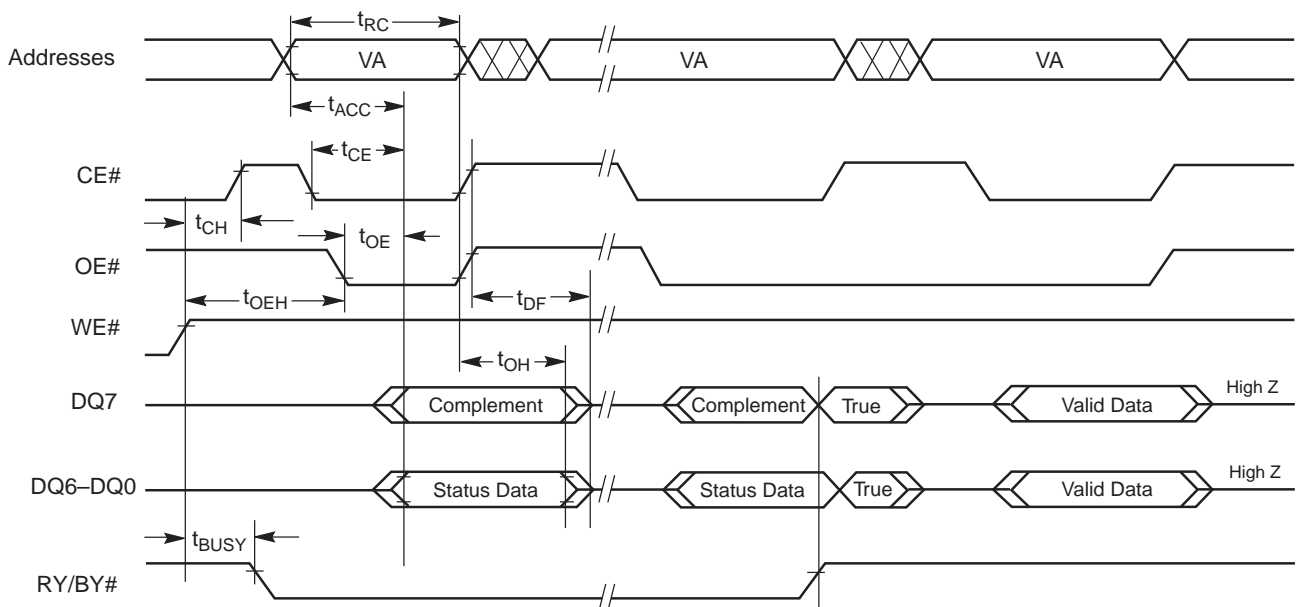 tRC
Addresses VA VA VA
tACC
tCE
CE#
tCH
tOE
OE#
tOEH
tDF
WE#
tOH
DQ7 Complement Complement True Valid Data High Z
DQ6–DQ0 Status Data Status Data True Valid Data High Z
tBUSY
RY/BY#